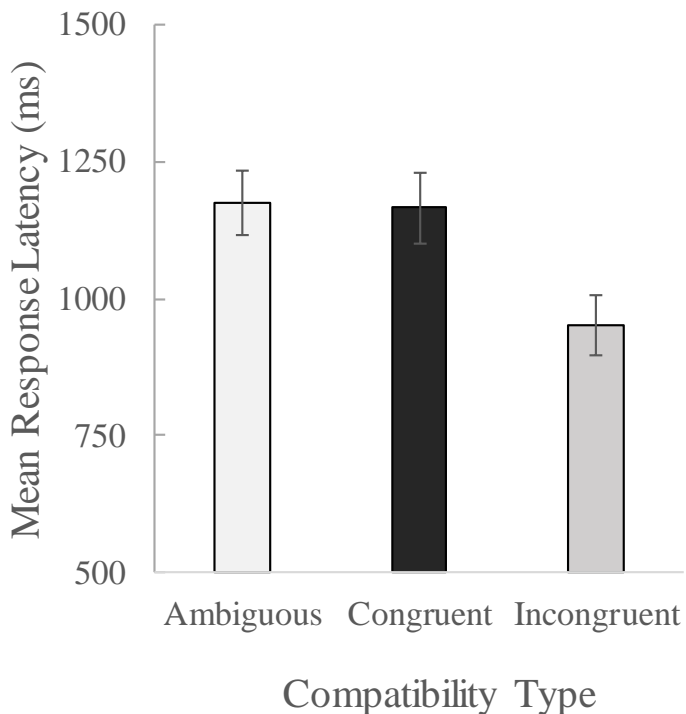 Mean Response Latency (ms)
1500
1250
1000
750
500
Ambiguous Congruent Incongruent
Compatibility Type